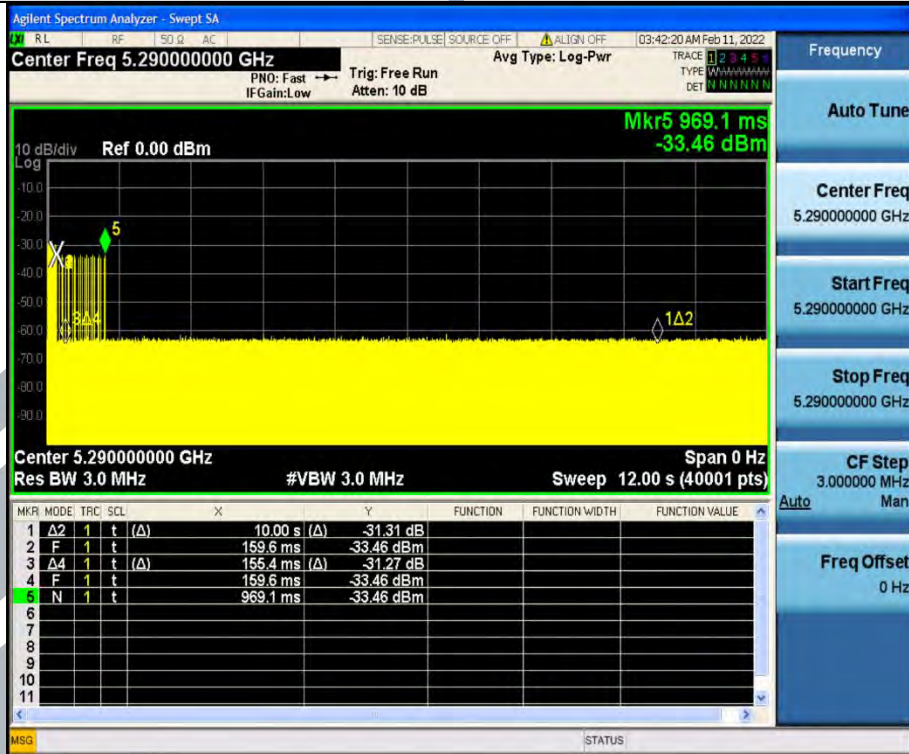 Agilent Spectrum Analyzer - Swept SA
LXI RL RF 50 Ω AC SENSE:PULSE SOURCE OFF ALIGN OFF 03:42:20 AM Feb 11, 2022
Center Freq 5.290000000 GHz
PNO: Fast
IFGain:Low
Trig: Free Run
Atten: 10 dB
Avg Type: Log-Pwr
TRACE 1 2 3 4 5 6
TYPE W
DET N N N N N N
Mkr5 969.1 ms
-33.46 dBm
10 dB/div Ref 0.00 dBm
Log
-10.0
-20.0
-30.0
-40.0
-50.0
-60.0
-70.0
-80.0
-90.0
5
X
3Δ4
1Δ2
Center 5.290000000 GHz Span 0 Hz
Res BW 3.0 MHz #VBW 3.0 MHz Sweep 12.00 s (40001 pts)
MKR MODE TRC SCL X Y FUNCTION FUNCTION WIDTH FUNCTION VALUE
1 Δ2 1 t (Δ) 10.00 s (Δ) -31.31 dB
2 F 1 t 159.6 ms -33.46 dBm
3 Δ4 1 t (Δ) 155.4 ms (Δ) -31.27 dB
4 F 1 t 159.6 ms -33.46 dBm
5 N 1 t 969.1 ms -33.46 dBm
6
7
8
9
10
11
MSG STATUS
Frequency
Auto Tune
Center Freq
5.290000000 GHz
Start Freq
5.290000000 GHz
Stop Freq
5.290000000 GHz
CF Step
3.000000 MHz
Auto Man
Freq Offset
0 Hz